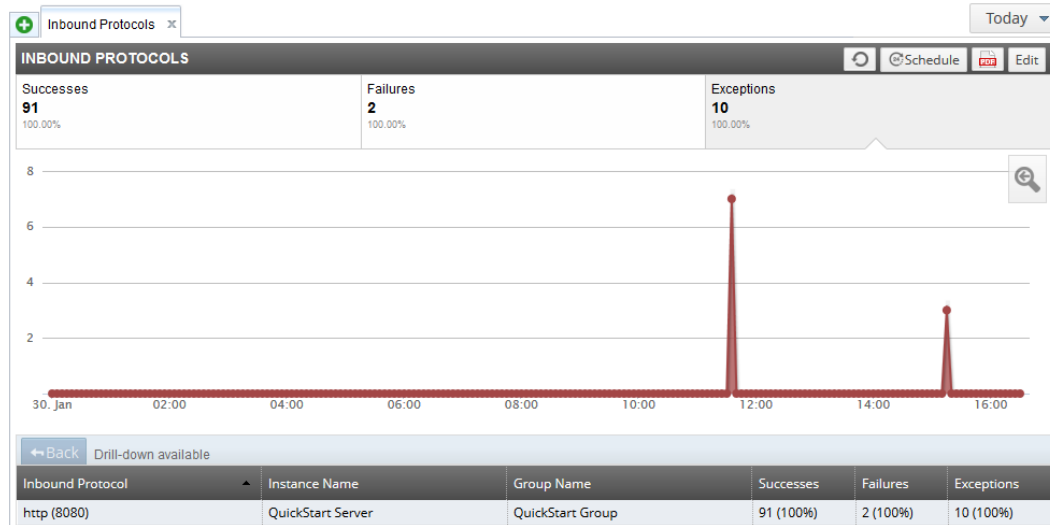 Inbound Protocols x
Today
INBOUND PROTOCOLS
Schedule PDF Edit
Successes Failures Exceptions
91 2 10
100.00% 100.00% 100.00%
8
6
4
2
30. Jan 02:00 04:00 06:00 08:00 10:00 12:00 14:00 16:00
Back Drill-down available
Inbound Protocol Instance Name Group Name Successes Failures Exceptions
http (8080) QuickStart Server QuickStart Group 91 (100%) 2 (100%) 10 (100%)